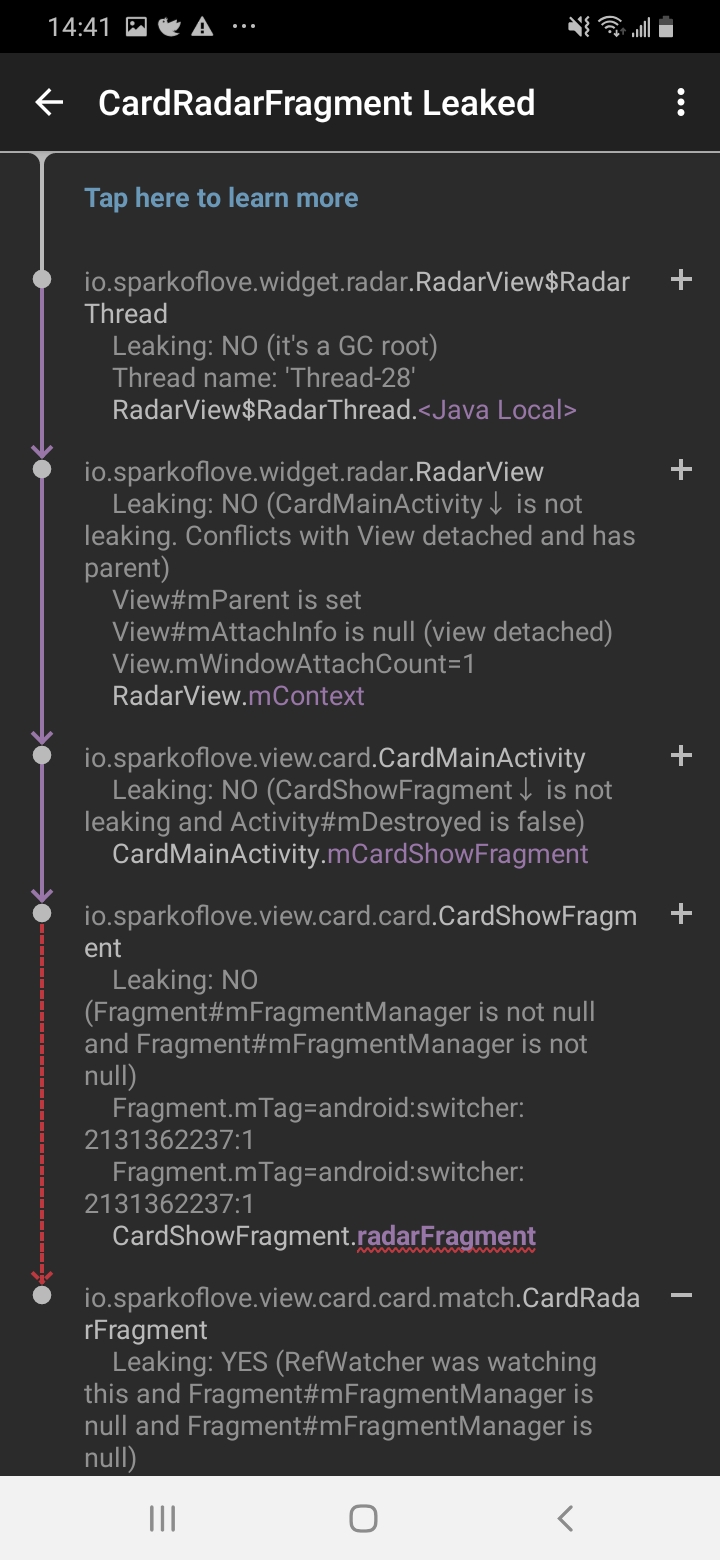 14:41
CardRadarFragment Leaked
Tap here to learn more
io.sparkoflove.widget.radar.RadarView$Radar
Thread
Leaking: NO (it's a GC root)
Thread name: 'Thread-28'
RadarView$RadarThread.<Java Local>
io.sparkoflove.widget.radar.RadarView
Leaking: NO (CardMainActivity↓ is not
leaking. Conflicts with View detached and has
parent)
View#mParent is set
View#mAttachInfo is null (view detached)
View.mWindowAttachCount=1
RadarView.mContext
io.sparkoflove.view.card.CardMainActivity
Leaking: NO (CardShowFragment↓ is not
leaking and Activity#mDestroyed is false)
CardMainActivity.mCardShowFragment
io.sparkoflove.view.card.card.CardShowFragm
ent
Leaking: NO
(Fragment#mFragmentManager is not null
and Fragment#mFragmentManager is not
null)
Fragment.mTag=android:switcher:
2131362237:1
Fragment.mTag=android:switcher:
2131362237:1
CardShowFragment.radarFragment
io.sparkoflove.view.card.card.match.CardRada
rFragment
Leaking: YES (RefWatcher was watching
this and Fragment#mFragmentManager is
null and Fragment#mFragmentManager is
null)